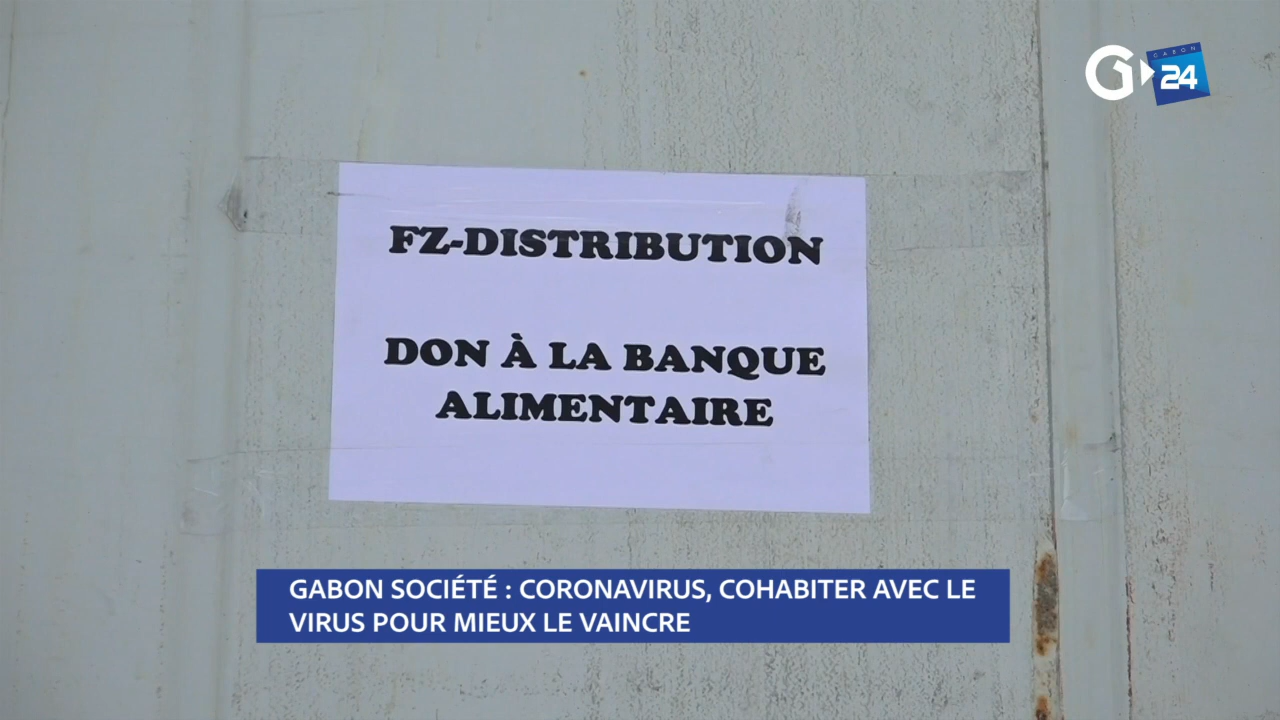 GABON
G 24
FZ-DISTRIBUTION
DON À LA BANQUE
ALIMENTAIRE
GABON SOCIÉTÉ : CORONAVIRUS, COHABITER AVEC LE
VIRUS POUR MIEUX LE VAINCRE